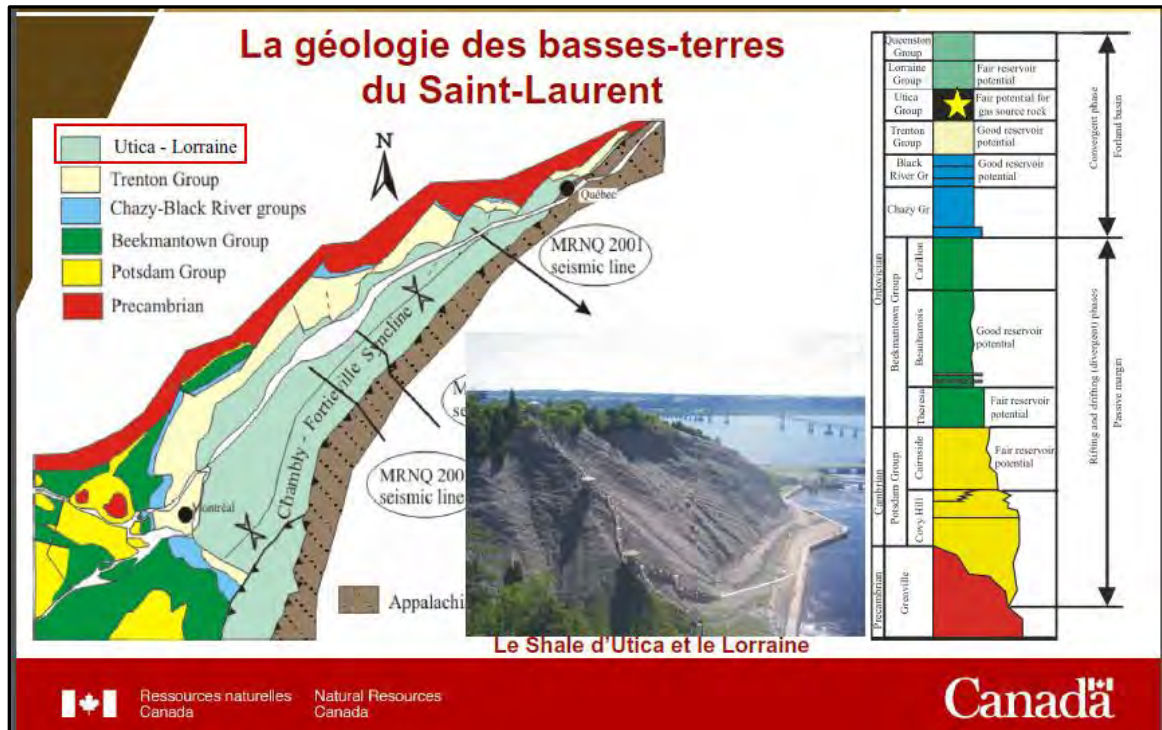 La géologie des basses-terres
du Saint-Laurent
Utica - Lorraine
Trenton Group
Chazy-Black River groups
Beekmantown Group
Potsdam Group
Precambrian
N
Québec
MRNQ 2001
seismic line
Chambly - Fortierville Syncline
MRNQ 200
seismic line
Montréal
Appalachi
Le Shale d'Utica et le Lorraine
Queenston
Group
Lorraine
Group
Fair reservoir
potential
Utica
Group
Fair potential for
gas source rock
Trenton
Group
Good reservoir
potential
Black
River Gr
Good reservoir
potential
Chazy Gr
Ordovician
Beekmantown Group
Carillon
Beauharnois
Good reservoir
potential
Theresa
Fair reservoir
potential
Cambrian
Potsdam Group
Cairnside
Fair reservoir
potential
Covy Hill
Precambrian
Grenville
Convergent phase
Forland basin
Rifting and drifting (divergent) phases
Passive margin
Ressources naturelles
Canada
Natural Resources
Canada
Canada